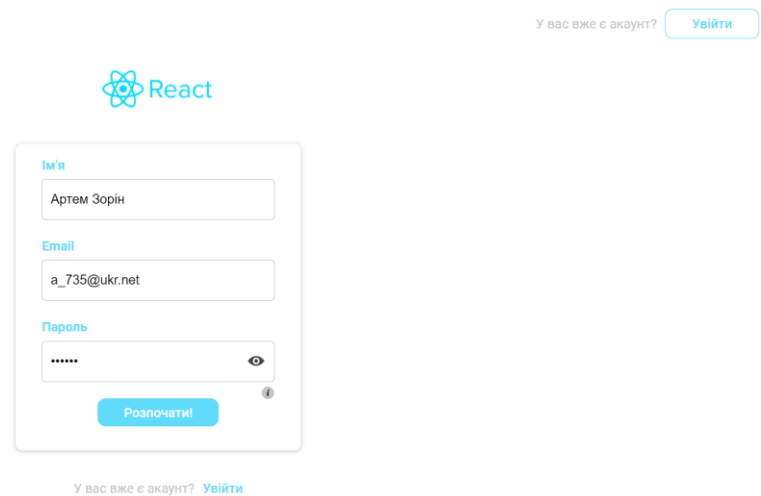 У вас вже є акаунт? Увійти
React
Ім'я
Артем Зорін
Email
a_735@ukr.net
Пароль
••••••
i
Розпочати!
У вас вже є акаунт? Увійти